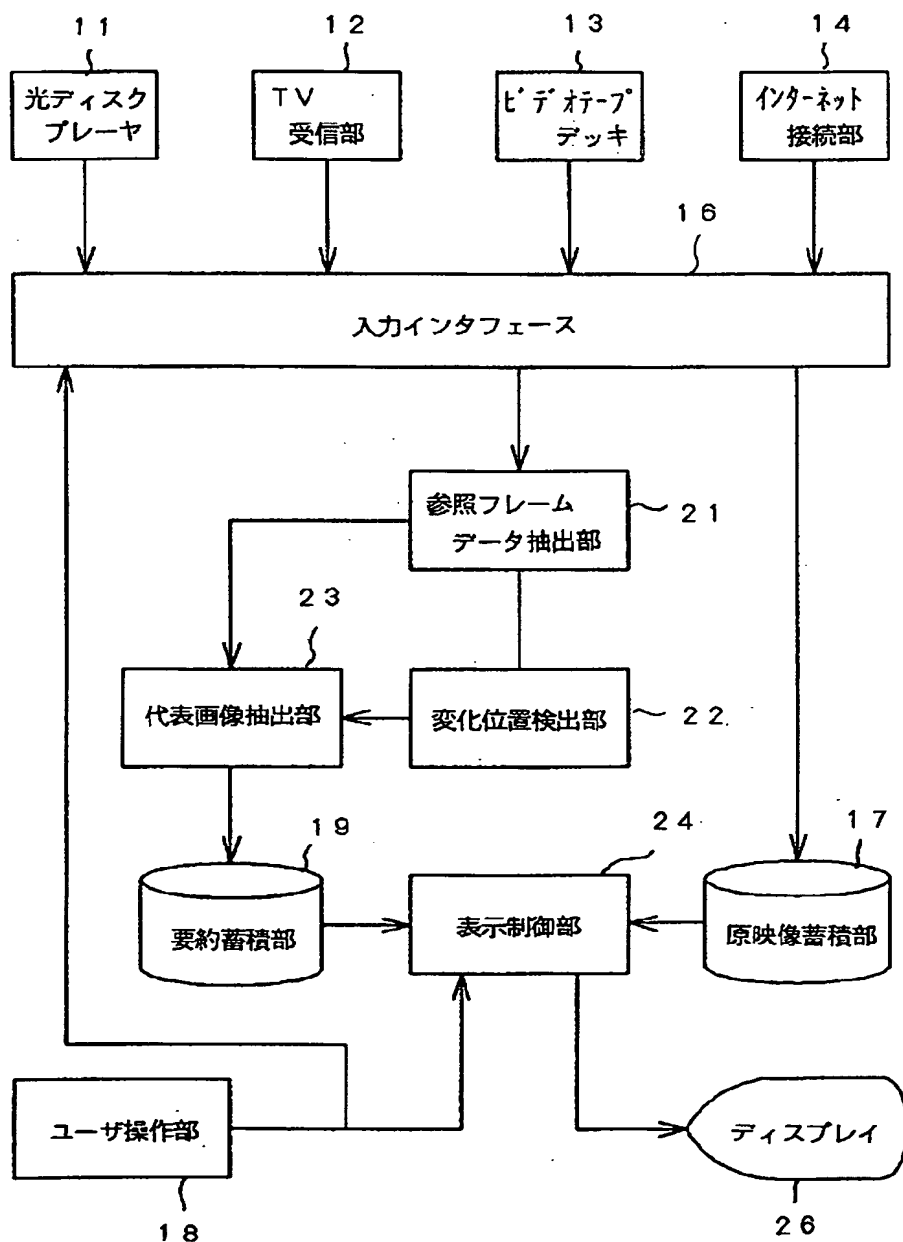 11
12
13
14
光ディスク
プレーヤ
TV
受信部
ビデオテープ
デッキ
インターネット
接続部
16
入力インタフェース
参照フレーム
データ抽出部
21
23
代表画像抽出部
変化位置検出部
22
19
24
17
要約蓄積部
表示制御部
原映像蓄積部
ユーザ操作部
ディスプレイ
18
26